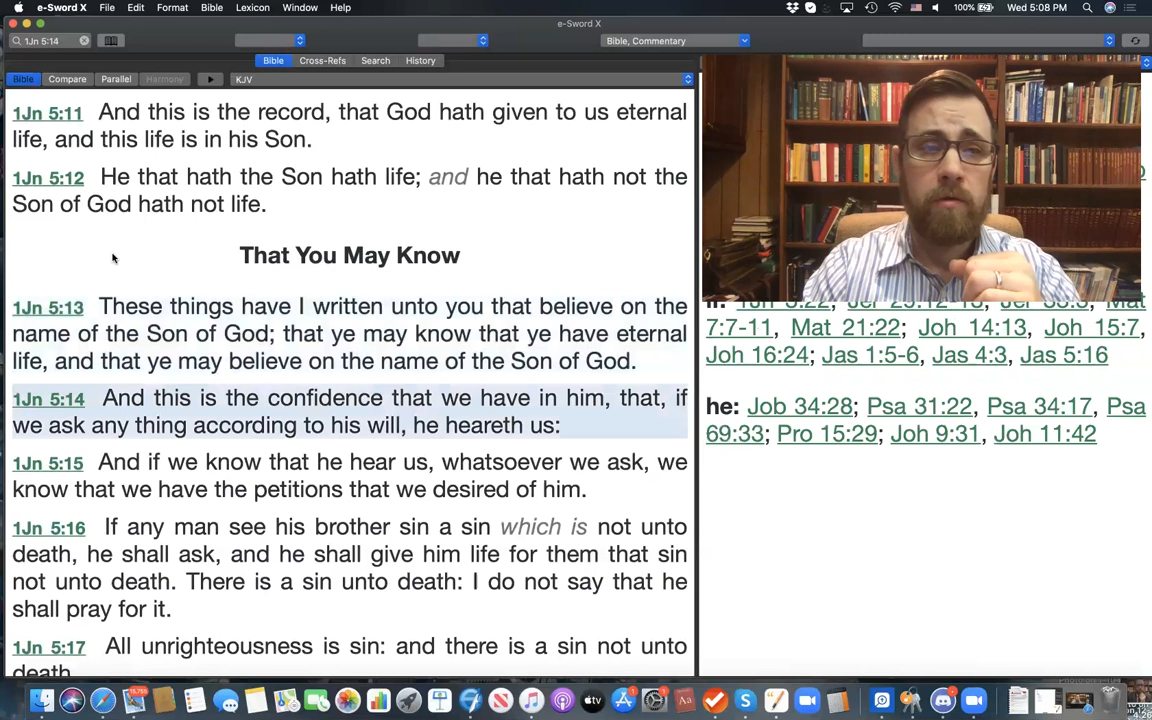 e-Sword X File Edit Format Bible Lexicon Window Help 100% Wed 5:08 PM
e-Sword X
1Jn 5:14 Bible, Commentary
Bible Cross-Refs Search History
Bible Compare Parallel Harmony KJV
1Jn 5:11 And this is the record, that God hath given to us eternal
life, and this life is in his Son.
1Jn 5:12 He that hath the Son hath life; and he that hath not the
Son of God hath not life.
That You May Know
1Jn 5:13 These things have I written unto you that believe on the
name of the Son of God; that ye may know that ye have eternal
life, and that ye may believe on the name of the Son of God.
1Jn 5:14 And this is the confidence that we have in him, that, if
we ask any thing according to his will, he heareth us:
1Jn 5:15 And if we know that he hear us, whatsoever we ask, we
know that we have the petitions that we desired of him.
1Jn 5:16 If any man see his brother sin a sin which is not unto
death, he shall ask, and he shall give him life for them that sin
not unto death. There is a sin unto death: I do not say that he
shall pray for it.
1Jn 5:17 All unrighteousness is sin: and there is a sin not unto
death.
if: 1Jn 3:22; Jer 29:12-13; Jer 33:3; Mat
7:7-11, Mat 21:22; Joh 14:13, Joh 15:7,
Joh 16:24; Jas 1:5-6, Jas 4:3, Jas 5:16
he: Job 34:28; Psa 31:22, Psa 34:17, Psa
69:33; Pro 15:29; Joh 9:31, Joh 11:42